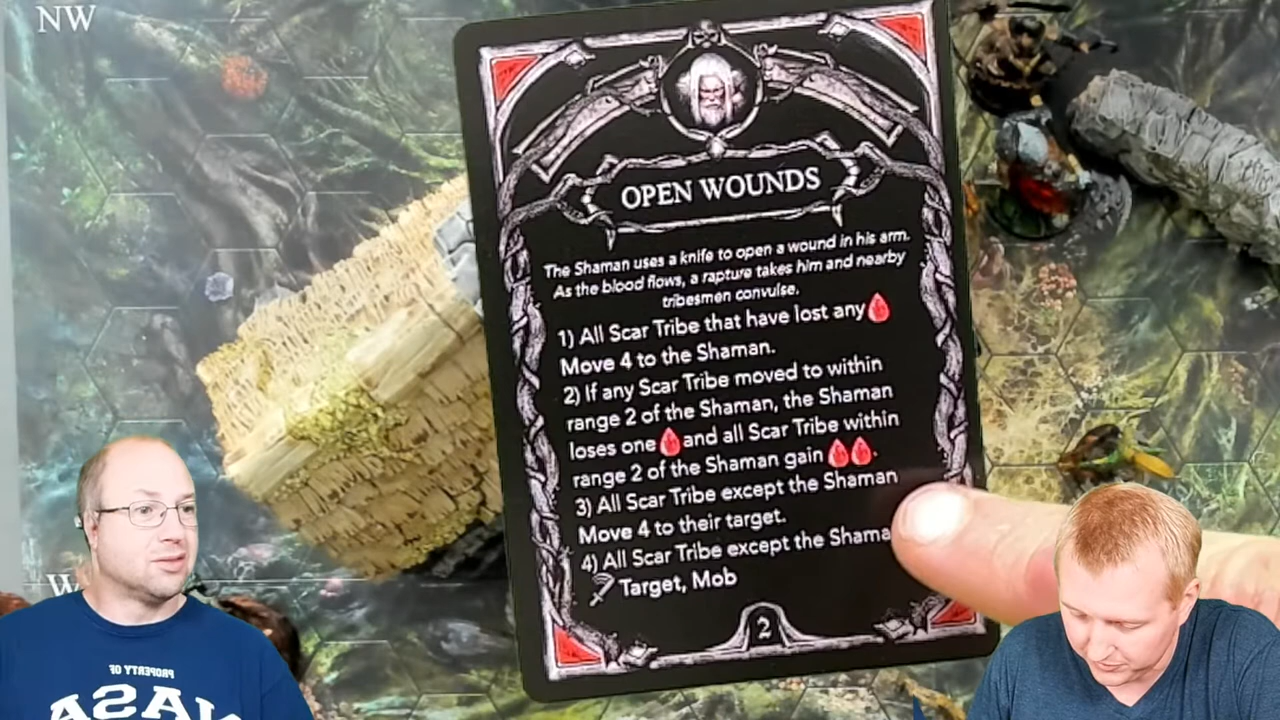 NW
OPEN WOUNDS
The Shaman uses a knife to open a wound in his arm.
As the blood flows, a rapture takes him and nearby
tribesmen convulse.
1) All Scar Tribe that have lost any
Move 4 to the Shaman.
2) If any Scar Tribe moved to within
range 2 of the Shaman, the Shaman
loses one and all Scar Tribe within
range 2 of the Shaman gain .
3) All Scar Tribe except the Shaman
Move 4 to their target.
4) All Scar Tribe except the Shama
Target, Mob
2
W
PROPERTY OF
NASA